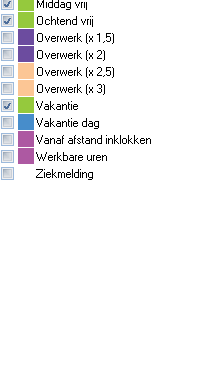 Middag vrij
Ochtend vrij
Overwerk (x 1,5)
Overwerk (x 2)
Overwerk (x 2,5)
Overwerk (x 3)
Vakantie
Vakantie dag
Vanaf afstand inklokken
Werkbare uren
Ziekmelding